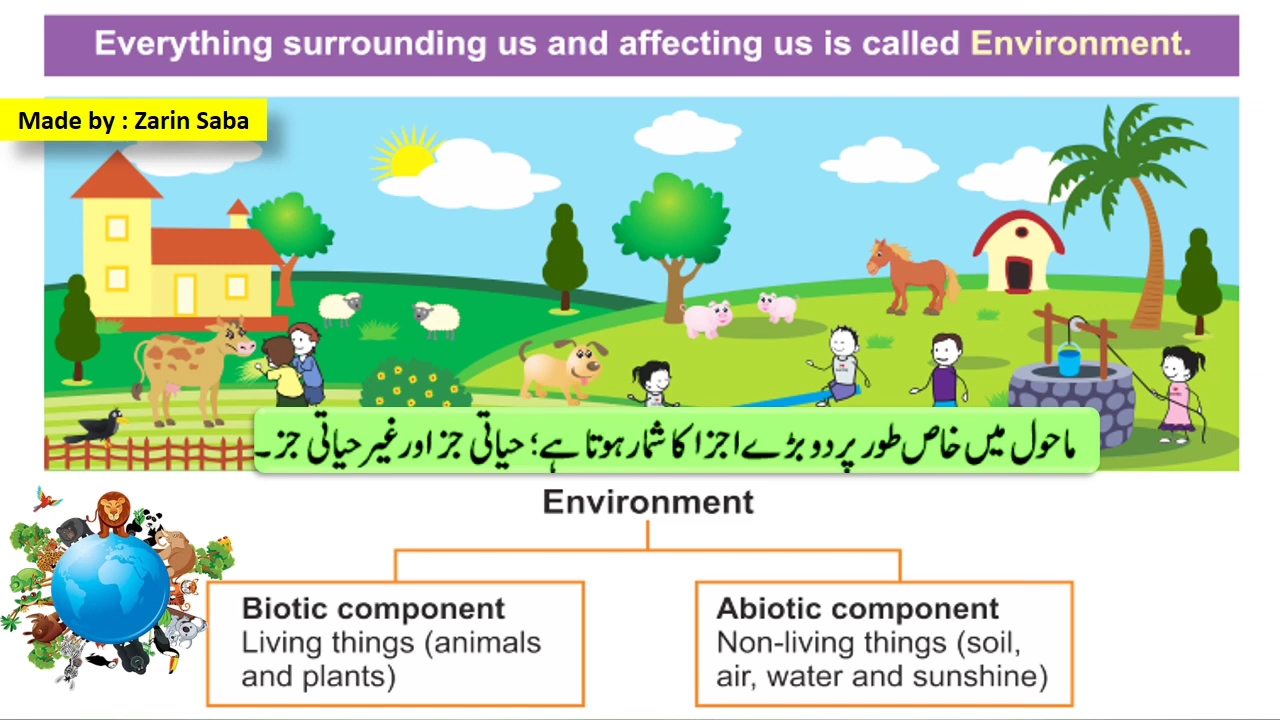 Everything surrounding us and affecting us is called Environment.
Made by : Zarin Saba
ماحول میں خاص طور پر دو بڑے اجزا کا شمار ہوتا ہے؛ حیاتی جز اور غیر حیاتی جز۔
Environment
Biotic component
Living things (animals
and plants)
Abiotic component
Non-living things (soil,
air, water and sunshine)